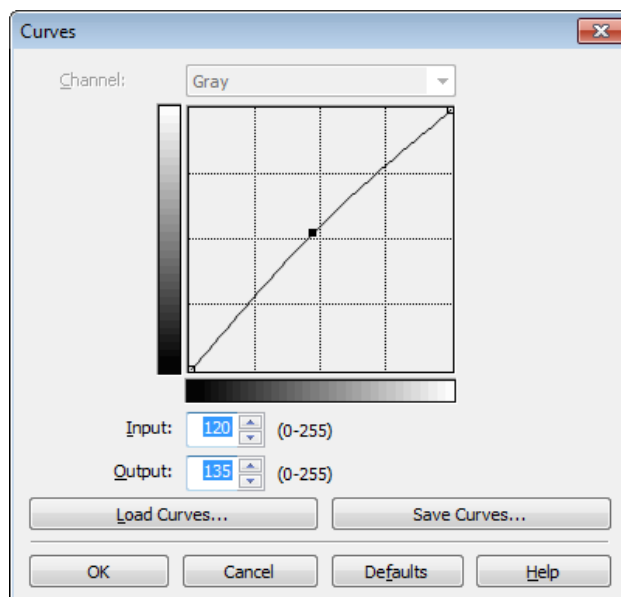 Curves
Channel: Gray
Input: 120 (0-255)
Output: 135 (0-255)
Load Curves... Save Curves...
OK Cancel Defaults Help